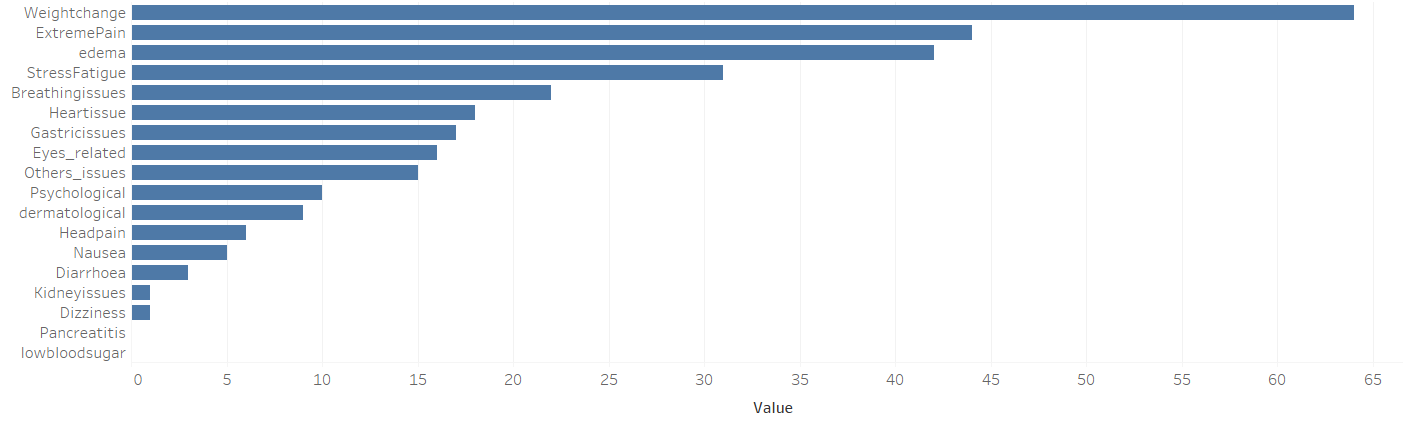 Weightchange
ExtremePain
edema
StressFatigue
Breathingissues
Heartissue
Gastricissues
Eyes_related
Others_issues
Psychological
dermatological
Headpain
Nausea
Diarrhoea
Kidneyissues
Dizziness
Pancreatitis
lowbloodsugar
0 5 10 15 20 25 30 35 40 45 50 55 60 65
Value